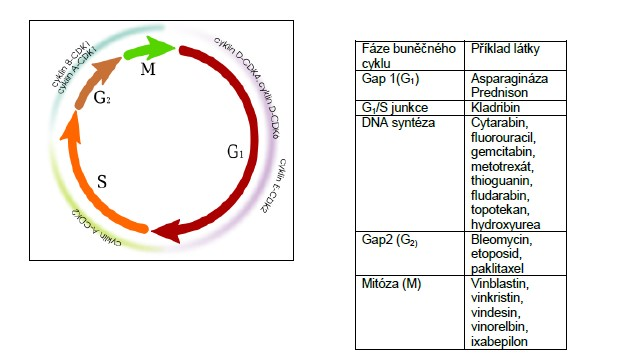 cyklin B-CDK1
cyklin A-CDK1
cyklin D-CDK4, cyklin D-CDK6
M
G₂
G₁
S
cyklin E-CDK2
cyklin A-CDK2
Fáze buněčného Příklad látky
cyklu
Gap 1(G₁) Asparagináza
Prednison
G₁/S junkce Kladribin
DNA syntéza Cytarabin,
fluorouracil,
gemcitabin,
metotrexát,
thioguanin,
fludarabin,
topotekan,
hydroxyurea
Gap2 (G₂) Bleomycin,
etoposid,
paklitaxel
Mitóza (M) Vinblastin,
vinkristin,
vindesin,
vinorelbin,
ixabepilon